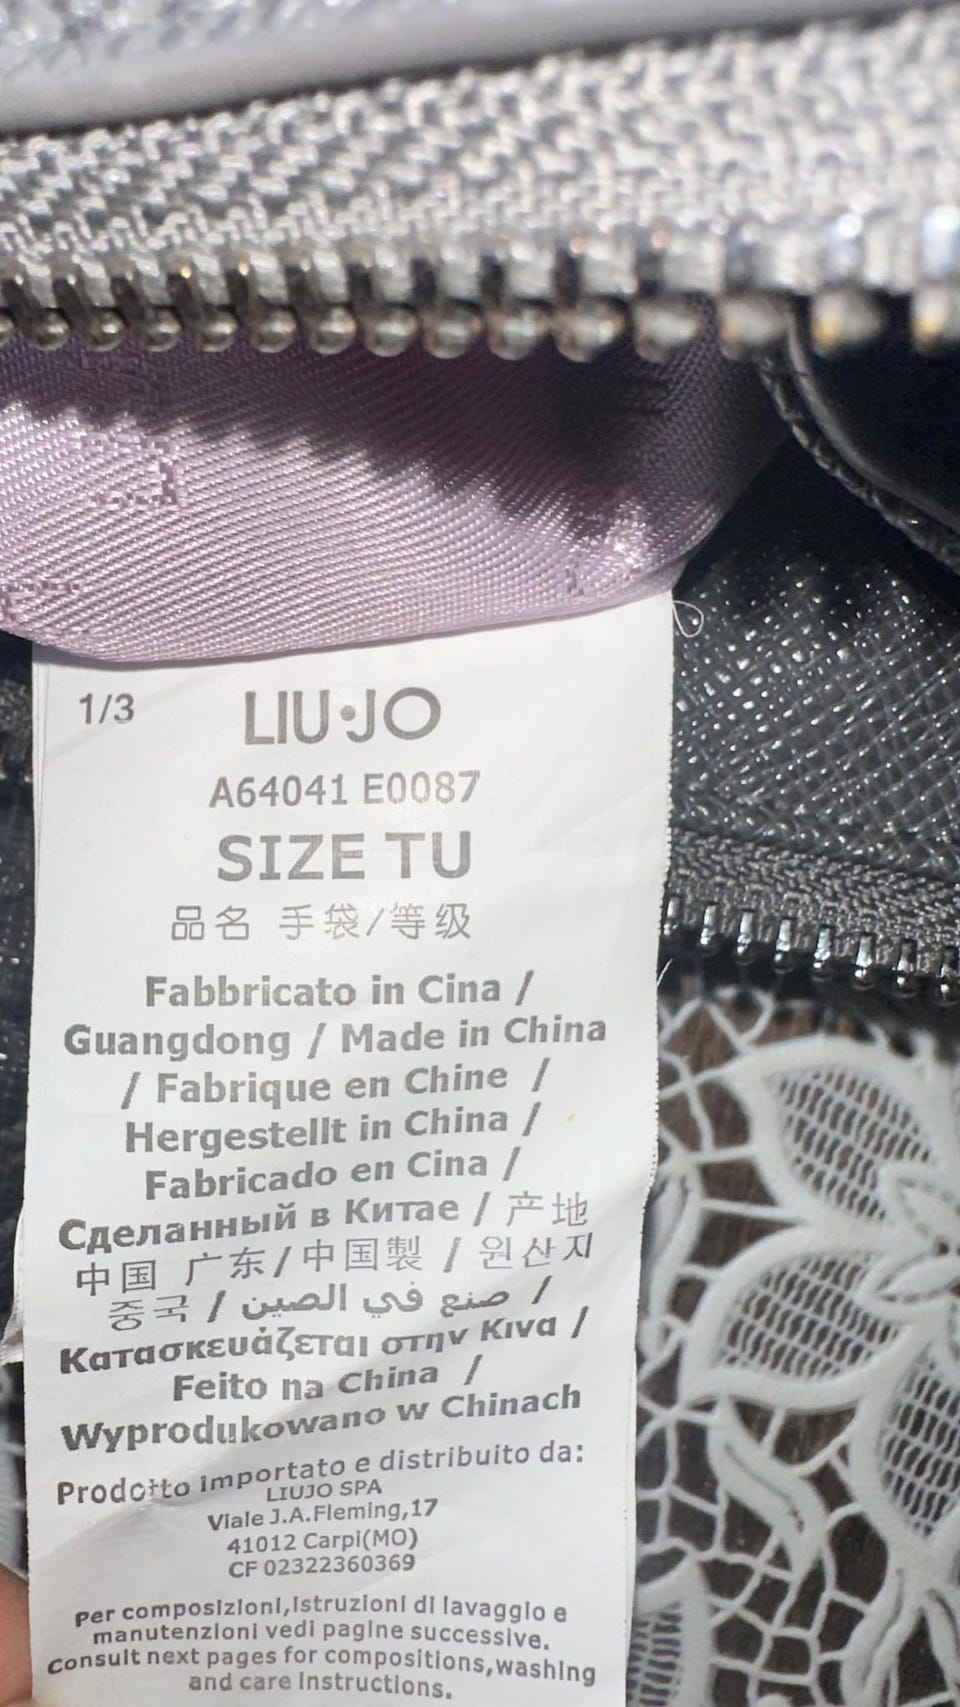 1/3
LIU·JO
A64041 E0087
SIZE TU
品名 手袋/等级
Fabbricato in Cina /
Guangdong / Made in China
/ Fabrique en Chine /
Hergestellt in China /
Fabricado en Cina /
Сделанный в Китае / 产地
中国 广东/中国製 / 원산지
중국 / صنع في الصين /
Κατασκευάζεται στην Κινα /
Feito na China /
Wyprodukowano w Chinach
Prodotto importato e distribuito da:
LIUJO SPA
Viale J.A.Fleming,17
41012 Carpi(MO)
CF 02322360369
Per composizioni,istruzioni di lavaggio e
manutenzioni vedi pagine successive.
Consult next pages for compositions,washing
and care instructions.